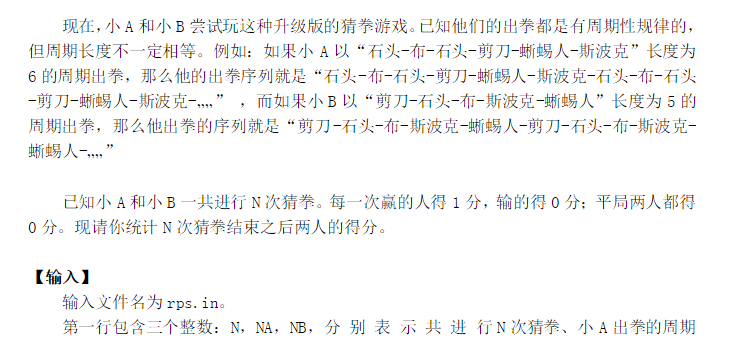 现在，小 A 和小 B 尝试玩这种升级版的猜拳游戏。已知他们的出拳都是有周期性规律的，
但周期长度不一定相等。例如：如果小 A 以“石头-布-石头-剪刀-蜥蜴人-斯波克”长度为
6 的周期出拳，那么他的出拳序列就是“石头-布-石头-剪刀-蜥蜴人-斯波克-石头-布-石头
-剪刀-蜥蜴人-斯波克-,,,,”，而如果小 B 以“剪刀-石头-布-斯波克-蜥蜴人”长度为 5 的
周期出拳，那么他出拳的序列就是“剪刀-石头-布-斯波克-蜥蜴人-剪刀-石头-布-斯波克-
蜥蜴人-,,,,”
已知小 A 和小 B 一共进行 N 次猜拳。每一次赢的人得 1 分，输的得 0 分；平局两人都得
0 分。现请你统计 N 次猜拳结束之后两人的得分。
【输入】
输入文件名为 rps.in。
第一行包含三个整数：N，NA，NB，分 别 表 示 共 进 行 N 次猜拳、小 A 出拳的周期